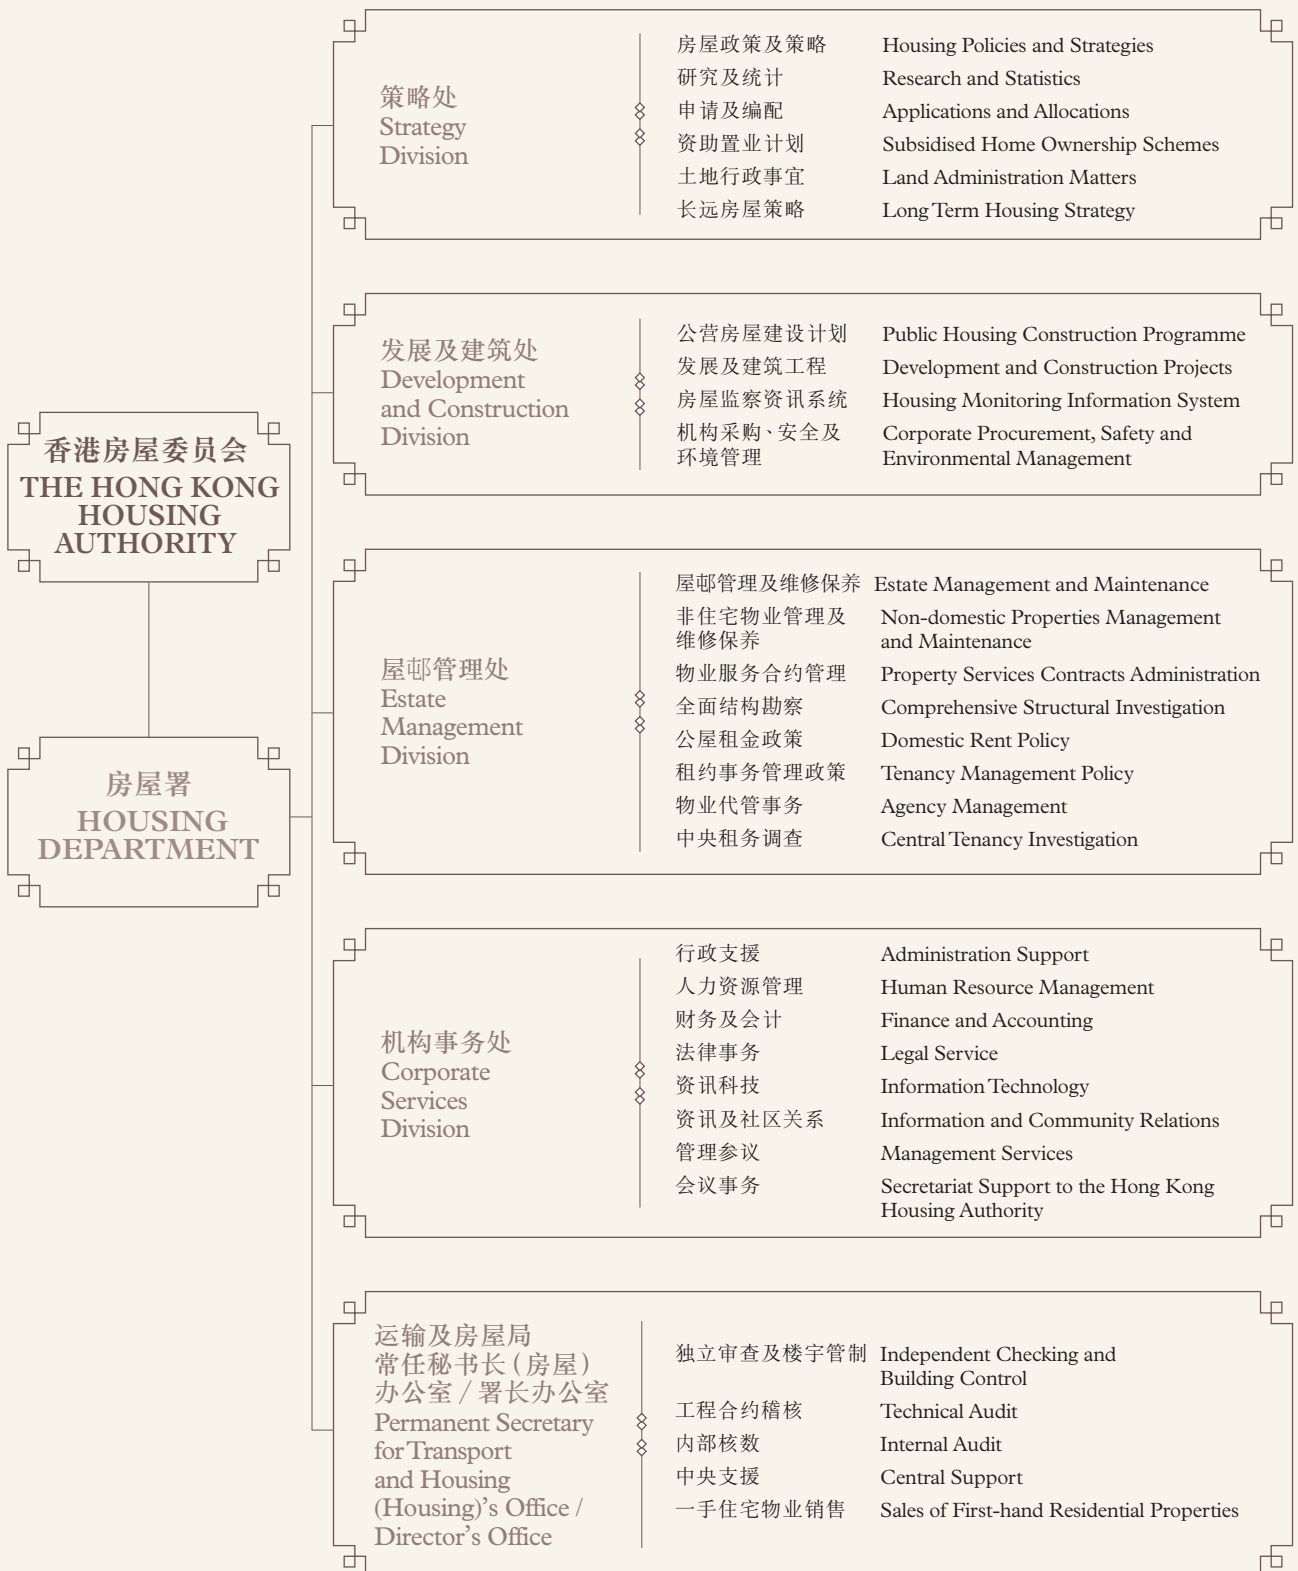 香港房屋委员会
THE HONG KONG
HOUSING
AUTHORITY
房屋署
HOUSING
DEPARTMENT
策略处
Strategy
Division
房屋政策及策略 Housing Policies and Strategies
研究及统计 Research and Statistics
申请及编配 Applications and Allocations
资助置业计划 Subsidised Home Ownership Schemes
土地行政事宜 Land Administration Matters
长远房屋策略 Long Term Housing Strategy
发展及建筑处
Development
and Construction
Division
公营房屋建设计划 Public Housing Construction Programme
发展及建筑工程 Development and Construction Projects
房屋监察资讯系统 Housing Monitoring Information System
机构采购、安全及 Corporate Procurement, Safety and
环境管理 Environmental Management
屋邨管理处
Estate
Management
Division
屋邨管理及维修保养 Estate Management and Maintenance
非住宅物业管理及 Non-domestic Properties Management
维修保养 and Maintenance
物业服务合约管理 Property Services Contracts Administration
全面结构勘察 Comprehensive Structural Investigation
公屋租金政策 Domestic Rent Policy
租约事务管理政策 Tenancy Management Policy
物业代管事务 Agency Management
中央租务调查 Central Tenancy Investigation
机构事务处
Corporate
Services
Division
行政支援 Administration Support
人力资源管理 Human Resource Management
财务及会计 Finance and Accounting
法律事务 Legal Service
资讯科技 Information Technology
资讯及社区关系 Information and Community Relations
管理参议 Management Services
会议事务 Secretariat Support to the Hong Kong
Housing Authority
运输及房屋局
常任秘书长（房屋）
办公室 / 署长办公室
Permanent Secretary
for Transport
and Housing
(Housing)'s Office /
Director's Office
独立审查及楼宇管制 Independent Checking and
Building Control
工程合约稽核 Technical Audit
内部核数 Internal Audit
中央支援 Central Support
一手住宅物业销售 Sales of First-hand Residential Properties